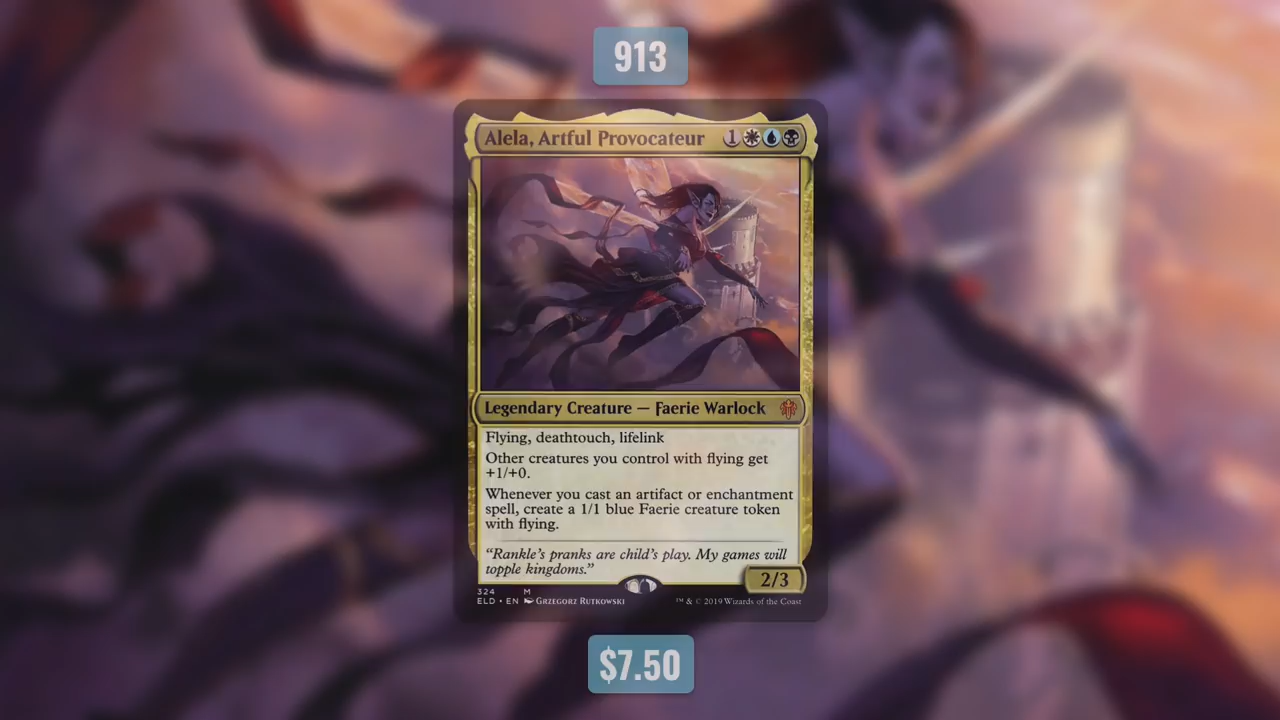 913
Alela, Artful Provocateur 1
Legendary Creature — Faerie Warlock
Flying, deathtouch, lifelink
Other creatures you control with flying get
+1/+0.
Whenever you cast an artifact or enchantment
spell, create a 1/1 blue Faerie creature token
with flying.
"Rankle's pranks are child's play. My games will
topple kingdoms."
2/3
324 M
ELD • EN Grzegorz Rutkowski ™ & © 2019 Wizards of the Coast
$7.50